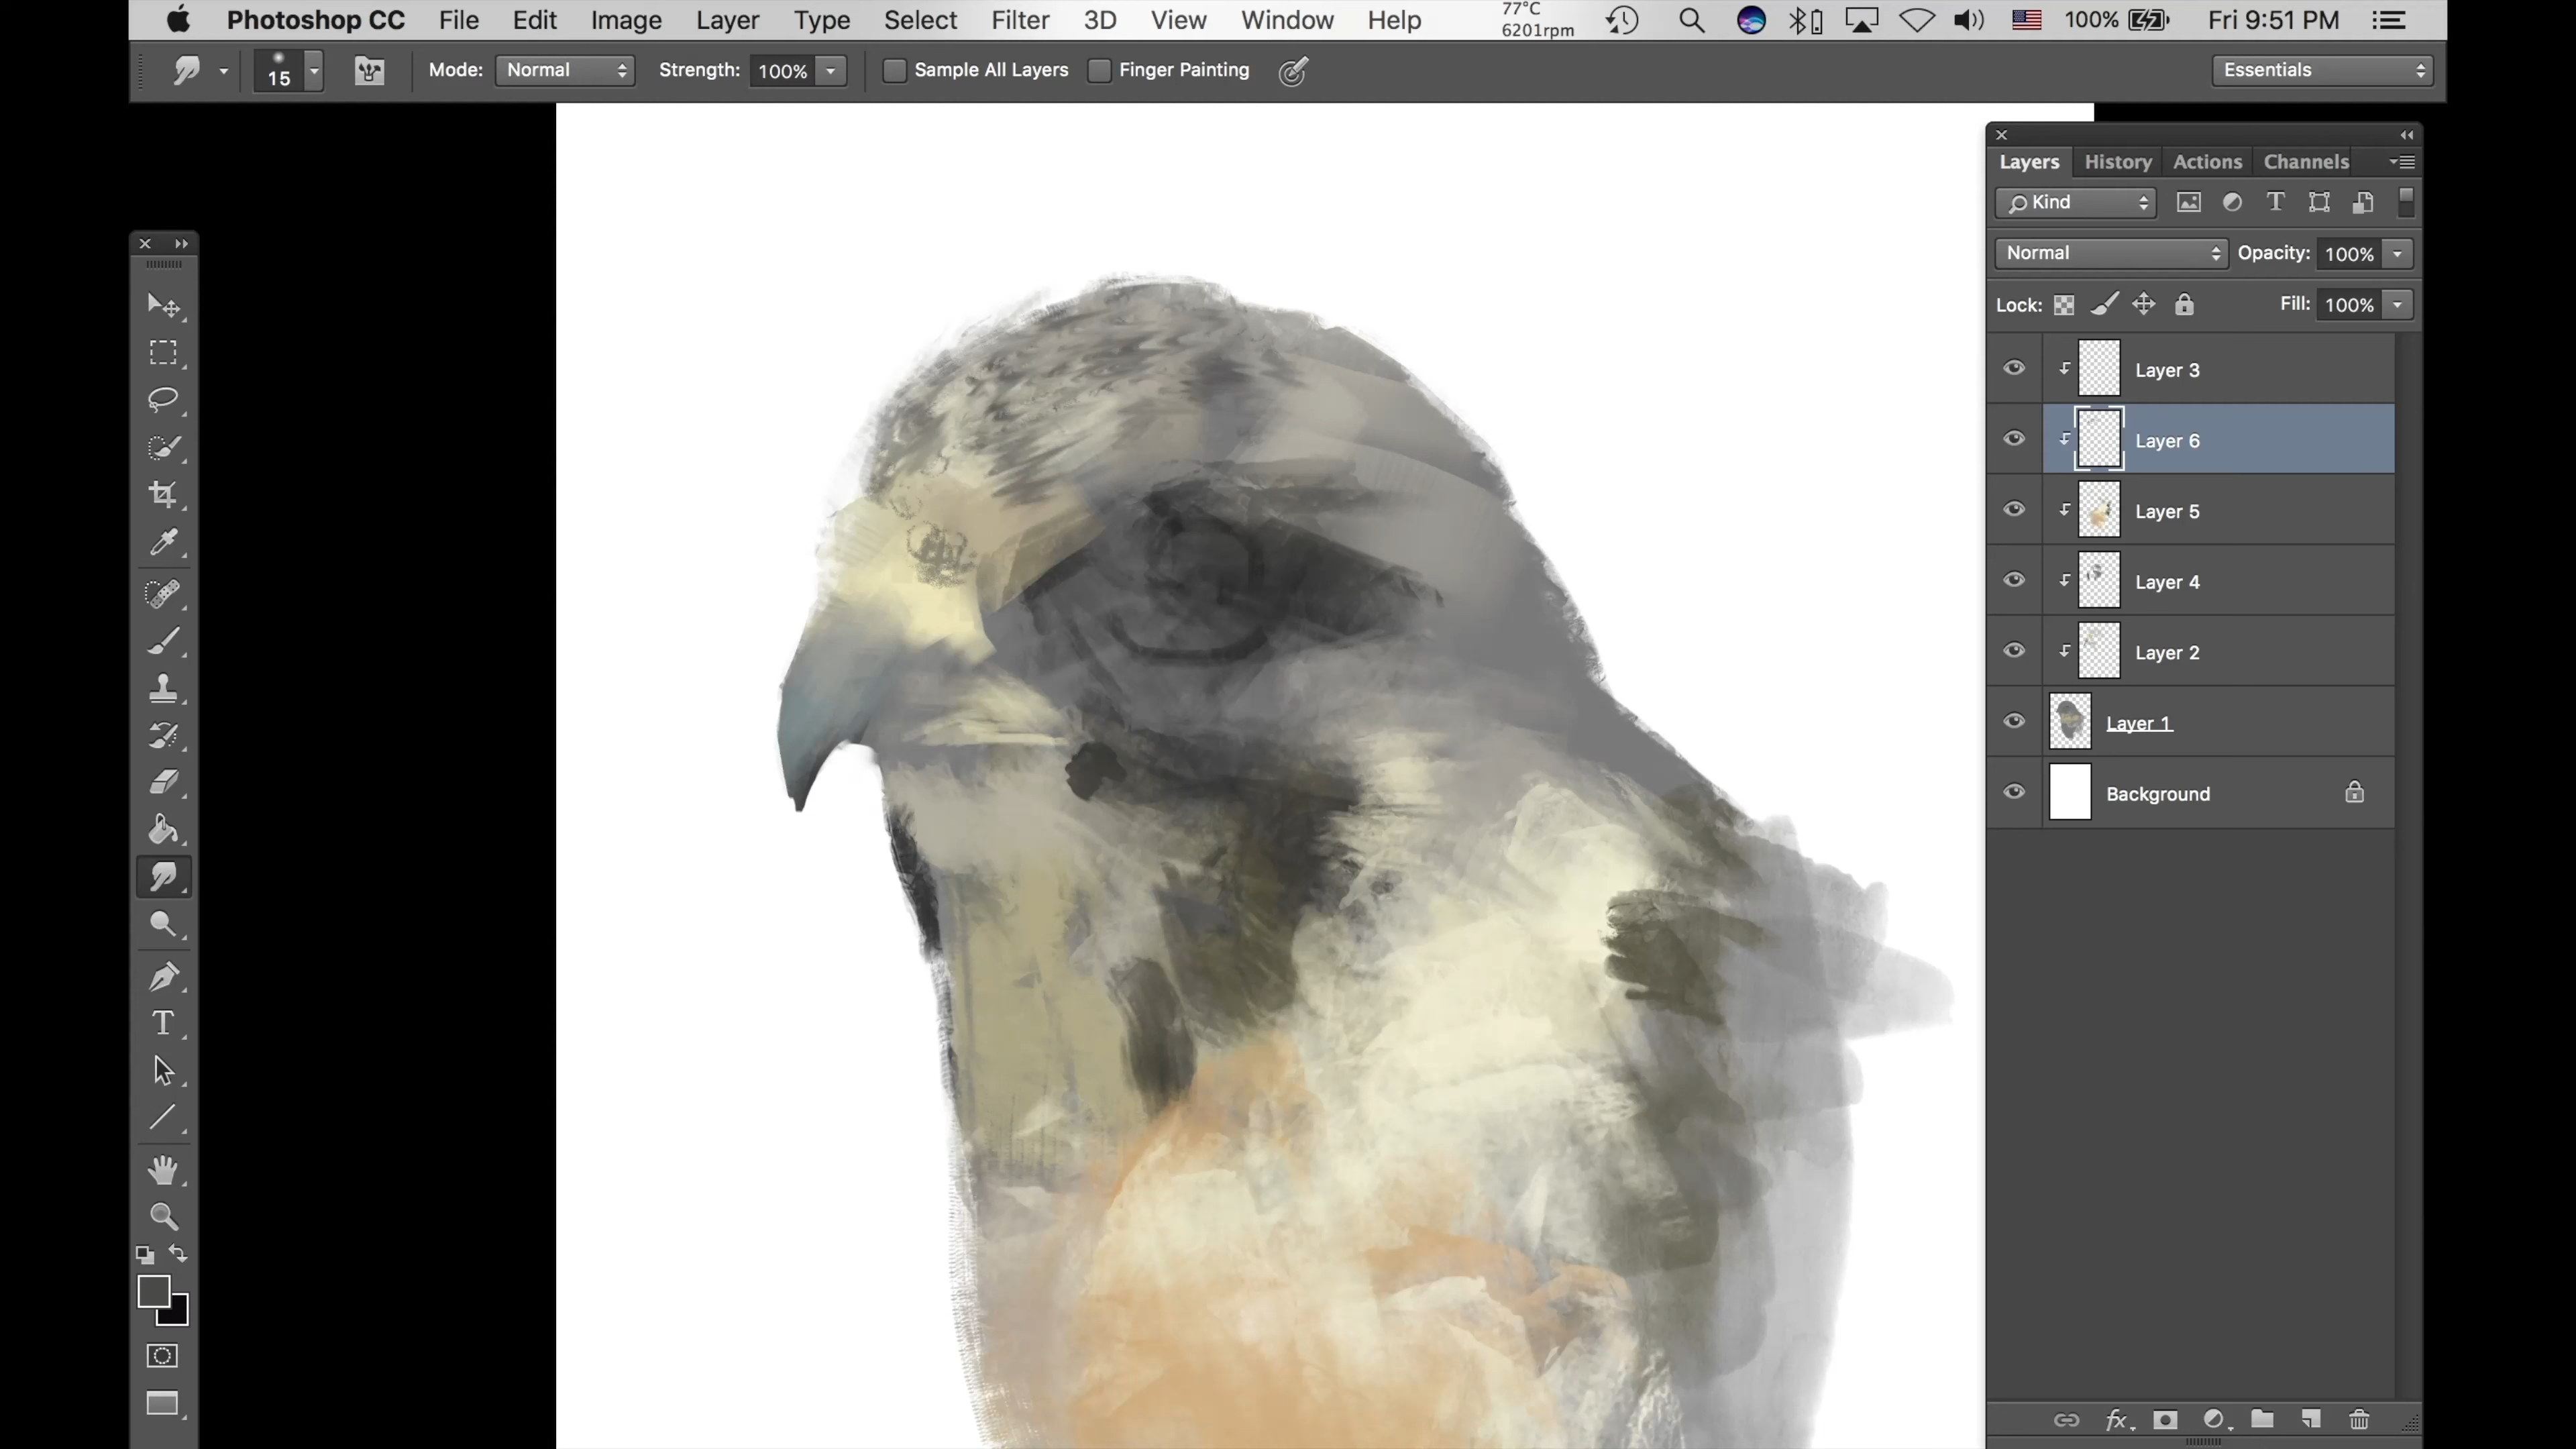 Photoshop CC File Edit Image Layer Type Select Filter 3D View Window Help 77°C 6201rpm 100% Fri 9:51 PM
15 Mode: Normal Strength: 100% Sample All Layers Finger Painting Essentials
Layers History Actions Channels
Kind
Normal Opacity: 100%
Lock: Fill: 100%
Layer 3
Layer 6
Layer 5
Layer 4
Layer 2
Layer 1
Background